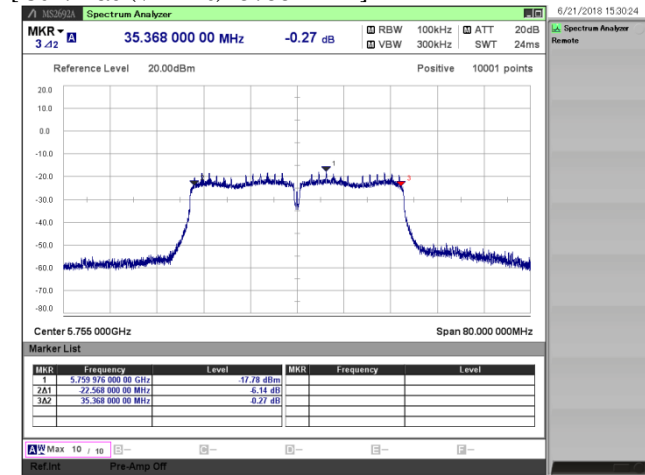 MS2692A Spectrum Analyzer
6/21/2018 15:30:24
MKR 3 Δ2 A 35.368 000 00 MHz -0.27 dB
RBW 100kHz ATT 20dB
VBW 300kHz SWT 24ms
Spectrum Analyzer
Remote
Reference Level 20.00dBm Positive 10001 points
20.0
10.0
0.0
-10.0
1
-20.0
2
3
-30.0
-40.0
-50.0
-60.0
-70.0
-80.0
Center 5.755 000GHz Span 80.000 000MHz
Marker List
MKR Frequency Level MKR Frequency Level
1 5.759 976 000 00 GHz -17.78 dBm
2Δ1 -22.568 000 00 MHz -6.14 dB
3Δ2 35.368 000 00 MHz -0.27 dB
A W Max 10 / 10 B-- C-- D-- E-- F--
Ref.Int Pre-Amp Off